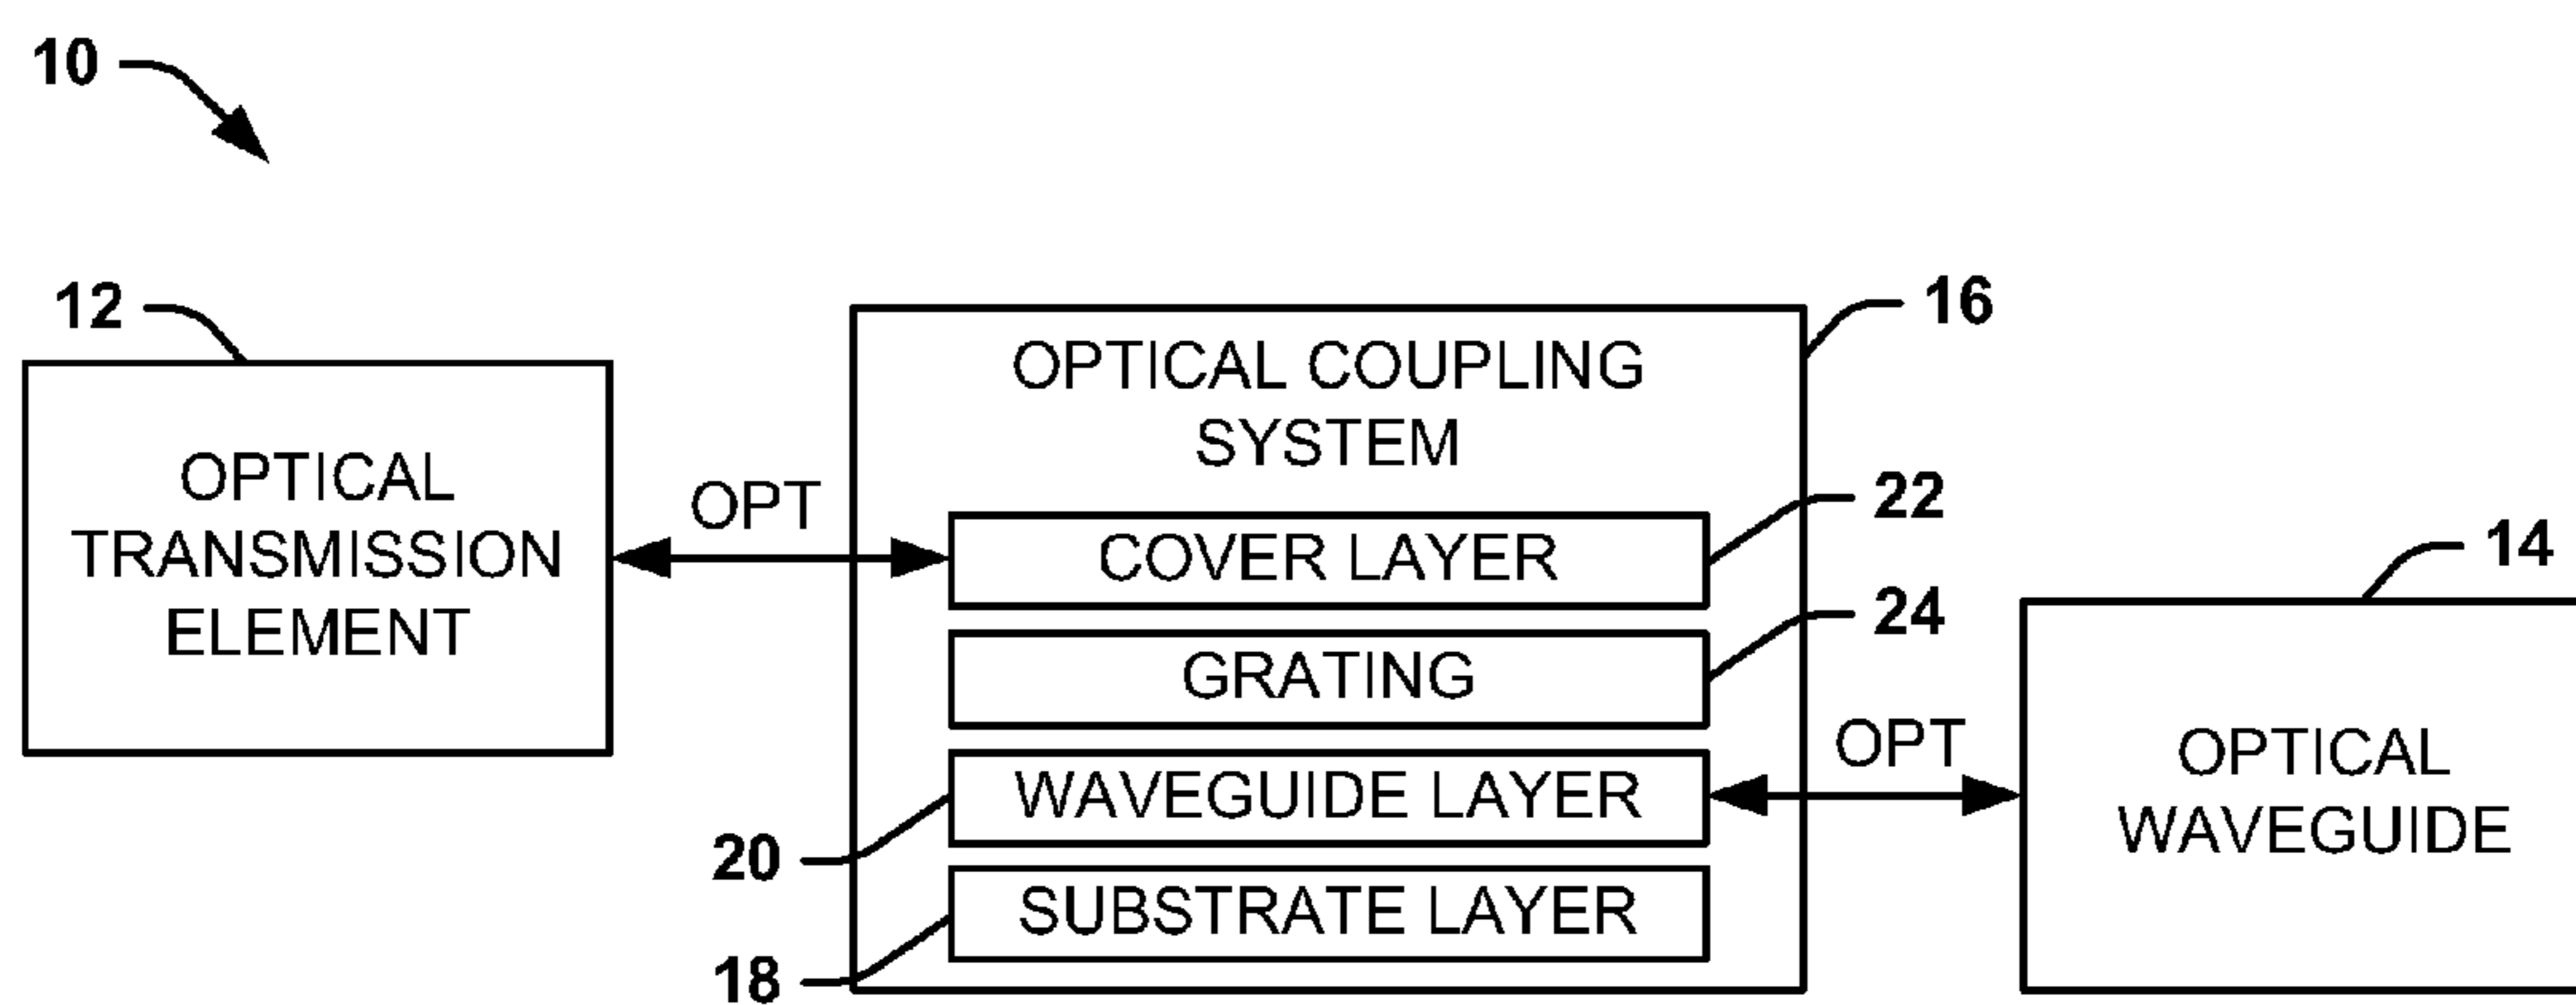 10
12
OPTICAL
TRANSMISSION
ELEMENT
OPT
16
OPTICAL COUPLING
SYSTEM
22
COVER LAYER
24
GRATING
20
WAVEGUIDE LAYER
18
SUBSTRATE LAYER
OPT
14
OPTICAL
WAVEGUIDE